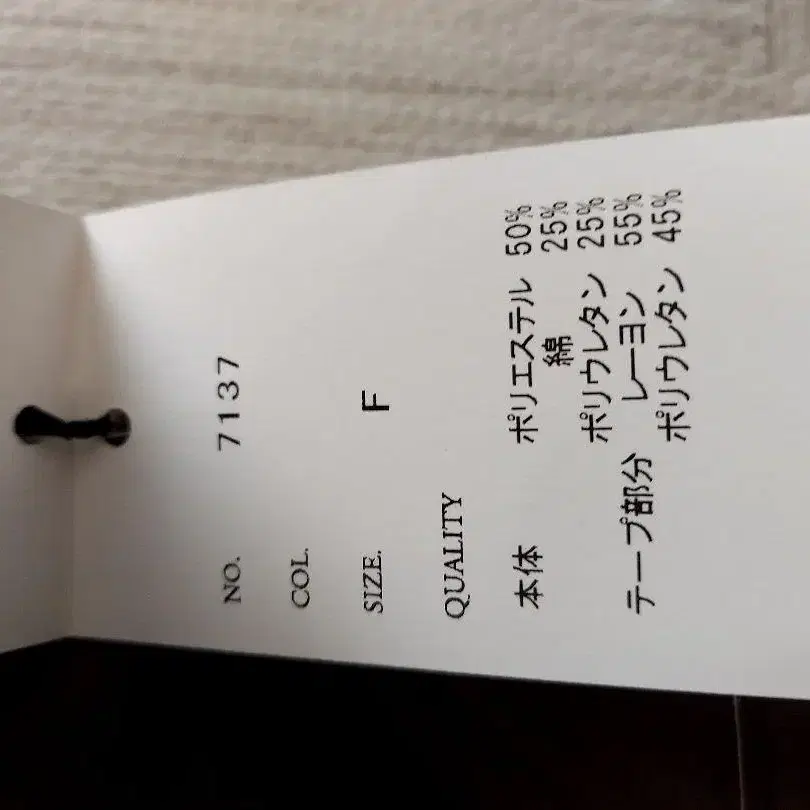 NO. 7137
COL.
SIZE. F
QUALITY
本体 ポリエステル 50%
綿 25%
ポリウレタン 25%
テープ部分 レーヨン 55%
ポリウレタン 45%